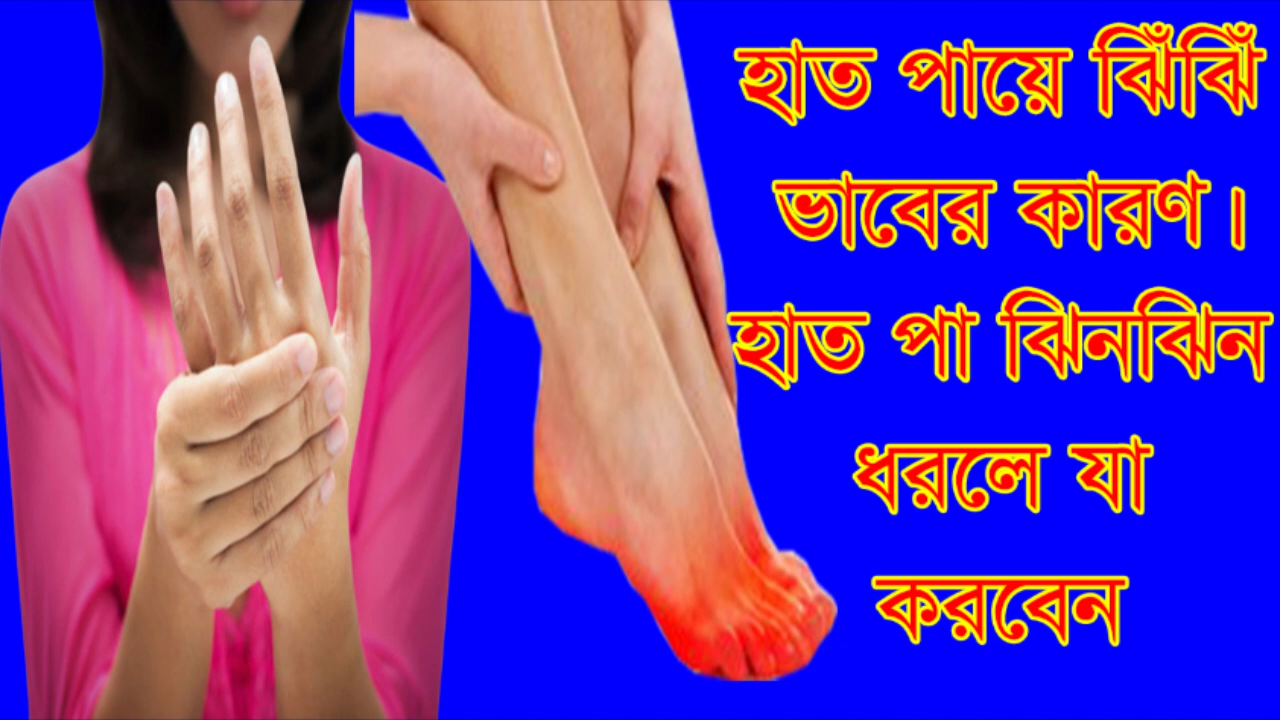 হাত পায়ে ঝিঁঝিঁ
ভাবের কারণ।
হাত পা ঝিনঝিন
ধরলে যা
করবেন